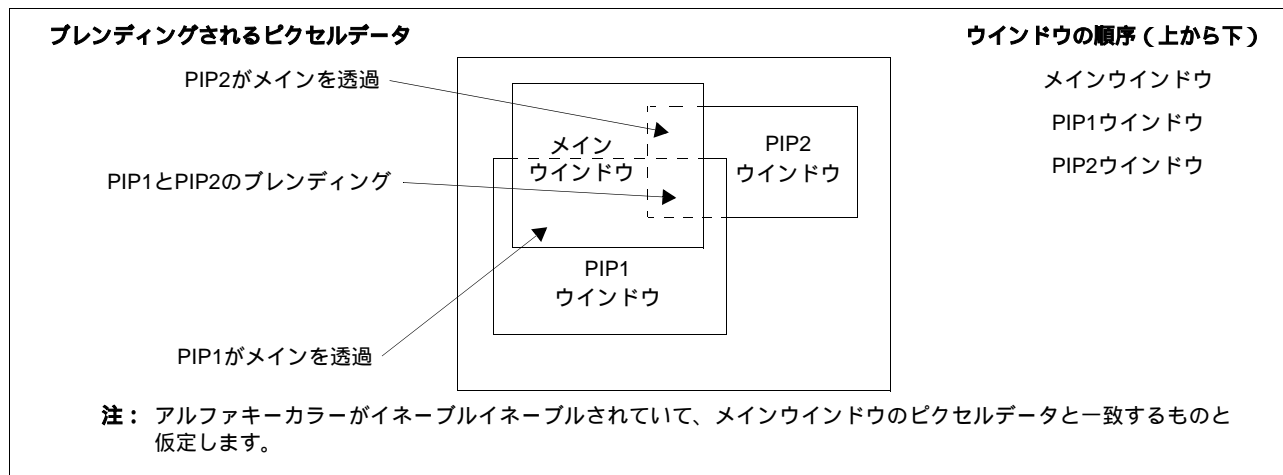 ブレンディングされるピクセルデータ
ウインドウの順序（上から下）
PIP2がメインを透過
メインウインドウ
PIP1ウインドウ
PIP2ウインドウ
メイン
ウインドウ
PIP2
ウインドウ
PIP1とPIP2のブレンディング
PIP1
ウインドウ
PIP1がメインを透過
注： アルファキーカラーがイネーブルイネーブルされていて、メインウインドウのピクセルデータと一致するものと
仮定します。